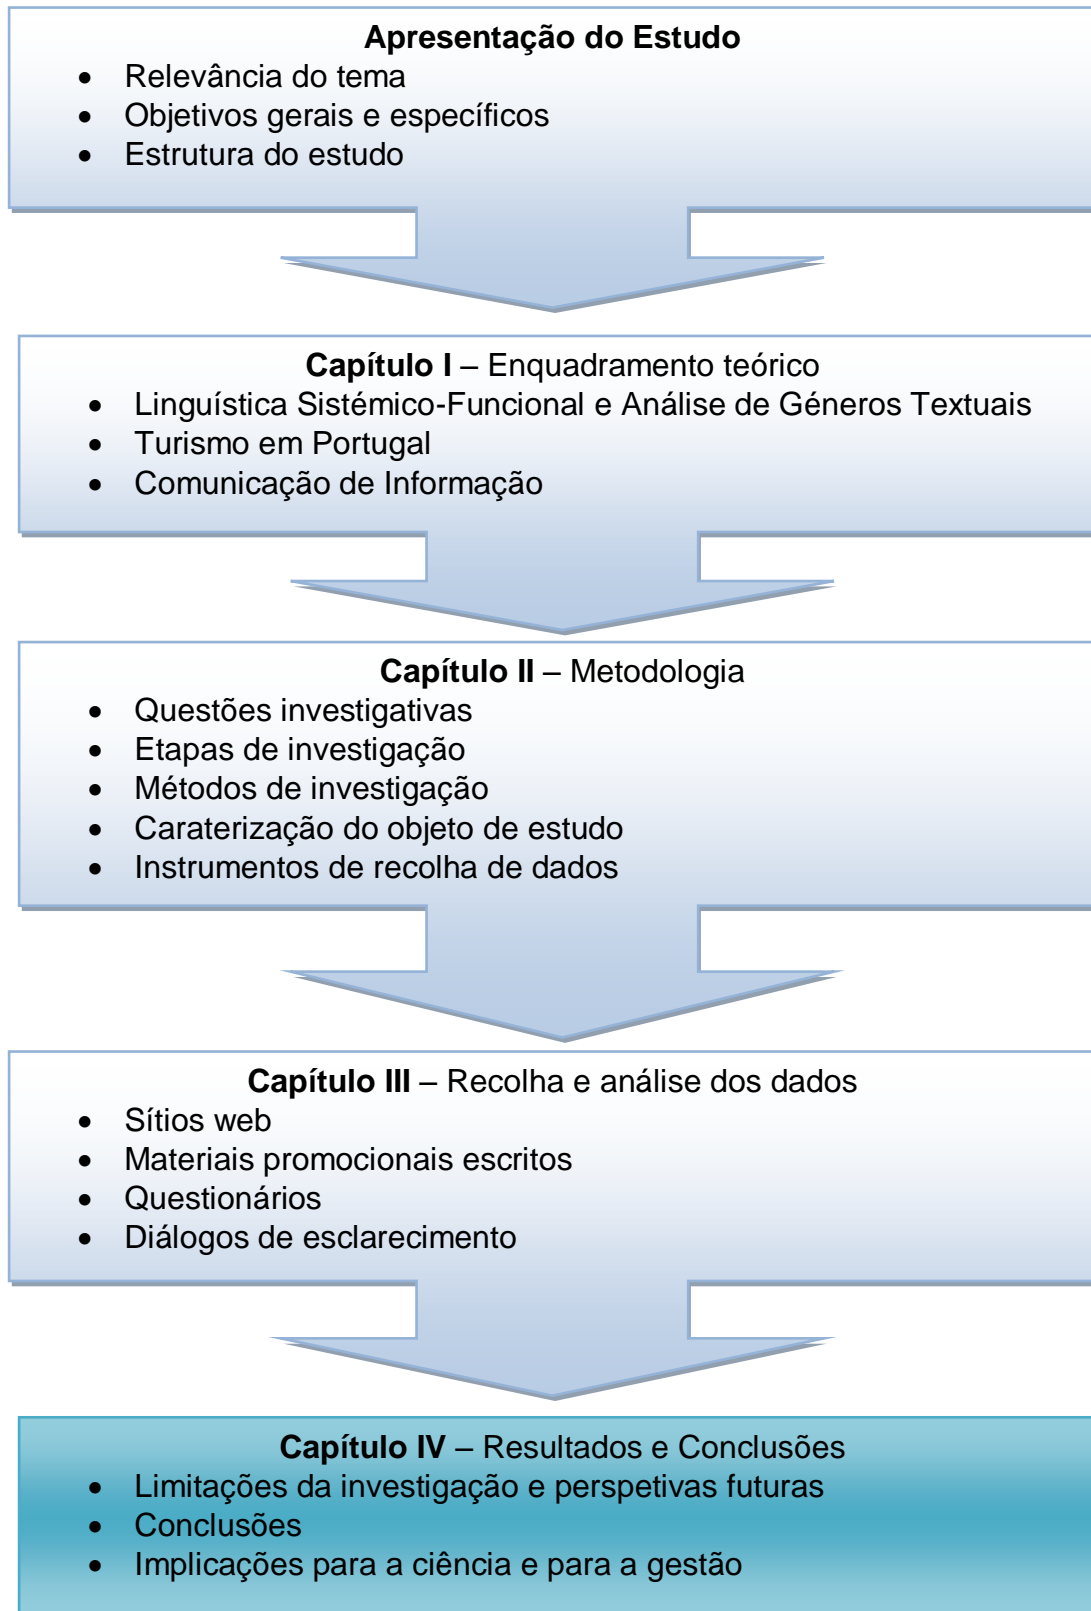 Apresentação do Estudo
• Relevância do tema
• Objetivos gerais e específicos
• Estrutura do estudo
Capítulo I – Enquadramento teórico
• Linguística Sistémico-Funcional e Análise de Géneros Textuais
• Turismo em Portugal
• Comunicação de Informação
Capítulo II – Metodologia
• Questões investigativas
• Etapas de investigação
• Métodos de investigação
• Caraterização do objeto de estudo
• Instrumentos de recolha de dados
Capítulo III – Recolha e análise dos dados
• Sítios web
• Materiais promocionais escritos
• Questionários
• Diálogos de esclarecimento
Capítulo IV – Resultados e Conclusões
• Limitações da investigação e perspetivas futuras
• Conclusões
• Implicações para a ciência e para a gestão